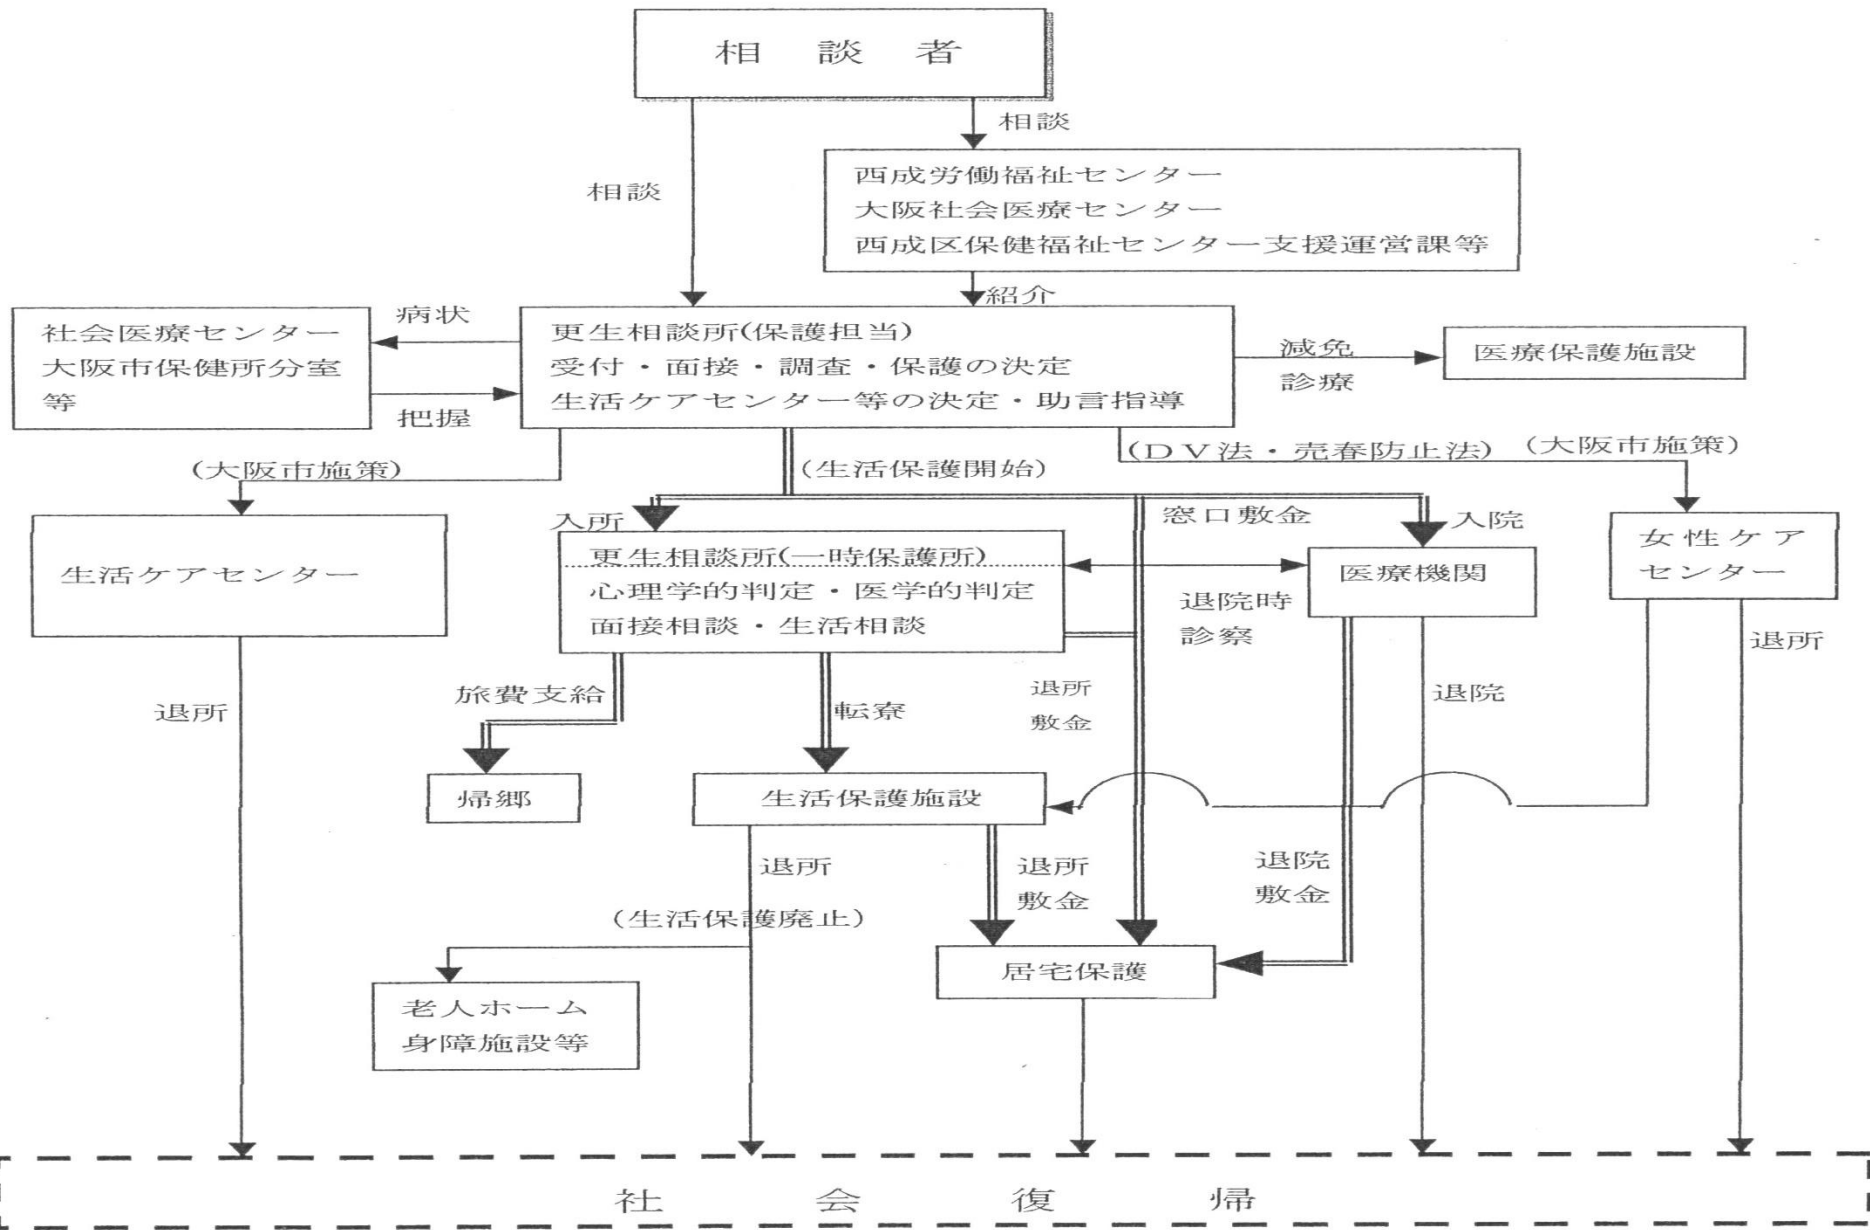 相談者
相談
相談
西成労働福祉センター
大阪社会医療センター
西成区保健福祉センター支援運営課等
紹介
社会医療センター
大阪市保健所分室
等
病状
把握
更生相談所(保護担当)
受付・面接・調査・保護の決定
生活ケアセンター等の決定・助言指導
減免
診療
医療保護施設
(大阪市施策)
(生活保護開始)
(DV法・売春防止法)
(大阪市施策)
生活ケアセンター
入所
更生相談所(一時保護所)
心理学的判定・医学的判定
面接相談・生活相談
窓口敷金
入院
医療機関
退院時
診察
女性ケア
センター
退所
退所
旅費支給
転寮
退所
敷金
退院
帰郷
生活保護施設
退所
(生活保護廃止)
退所
敷金
退院
敷金
居宅保護
老人ホーム
身障施設等
社会復帰